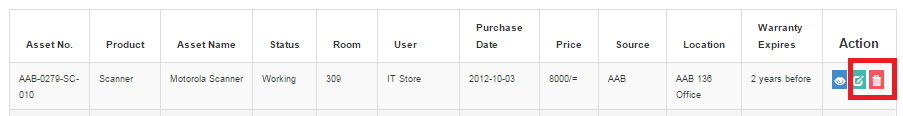 Asset No. Product Asset Name Status Room User Purchase Date Price Source Location Warranty Expires Action
AAB-0279-SC-010 Scanner Motorola Scanner Working 309 IT Store 2012-10-03 8000/= AAB AAB 136 Office 2 years before